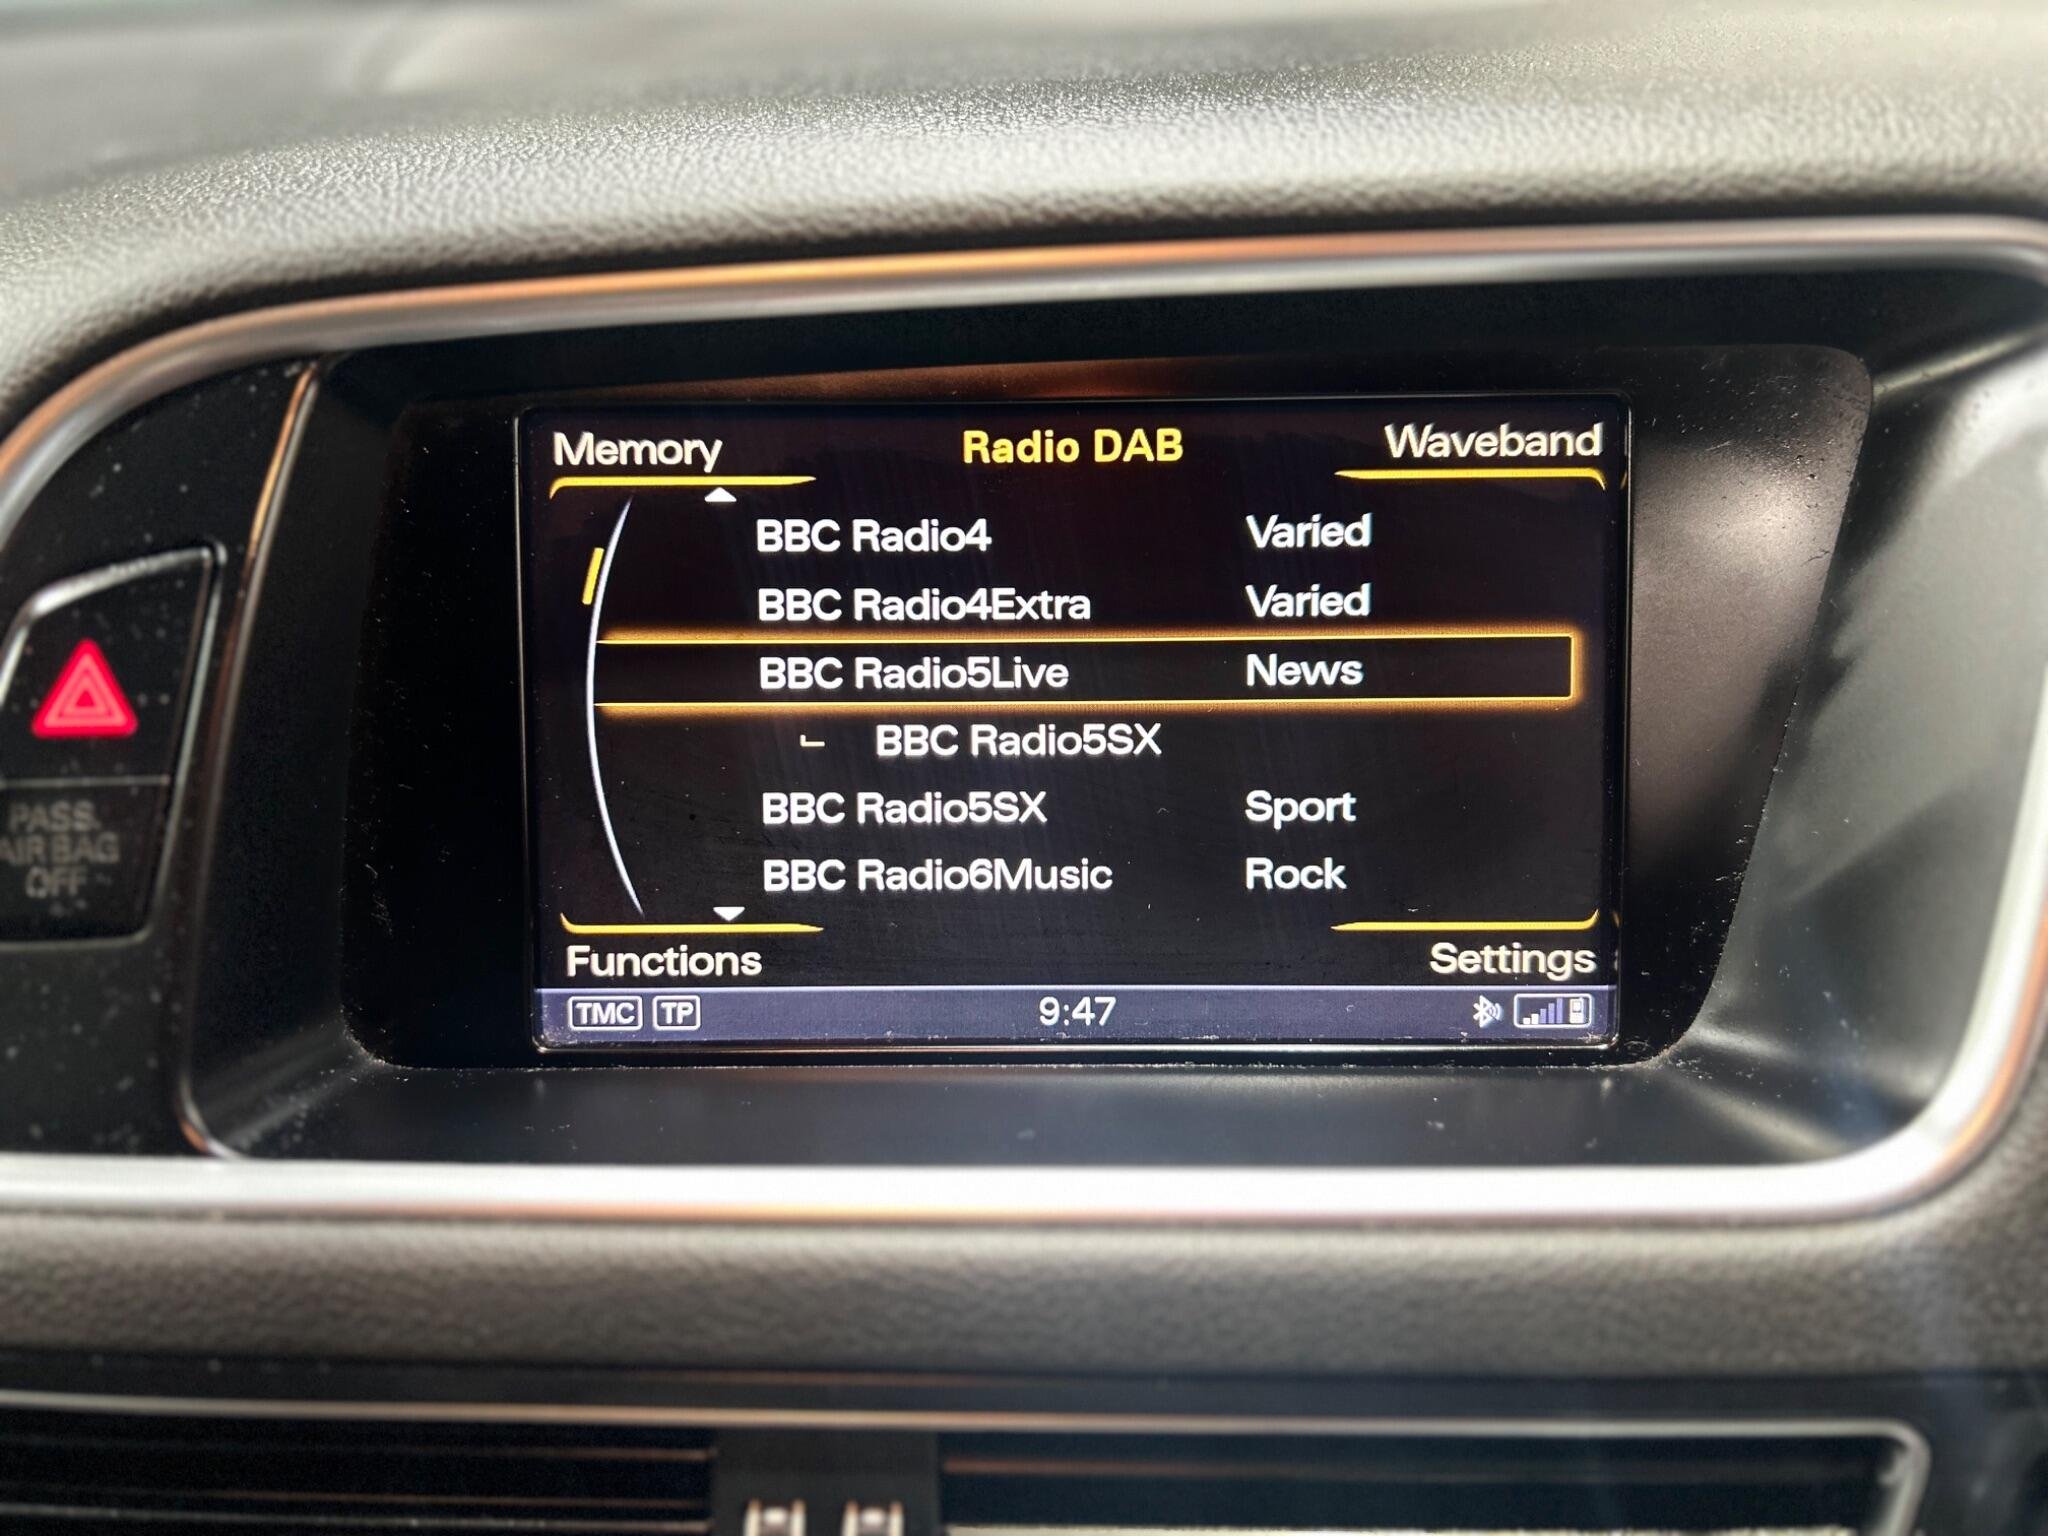 Memory Radio DAB Waveband
BBC Radio4 Varied
BBC Radio4Extra Varied
BBC Radio5Live News
BBC Radio5SX
BBC Radio5SX Sport
BBC Radio6Music Rock
Functions Settings
TMC TP 9:47
PASS.
AIR BAG
OFF